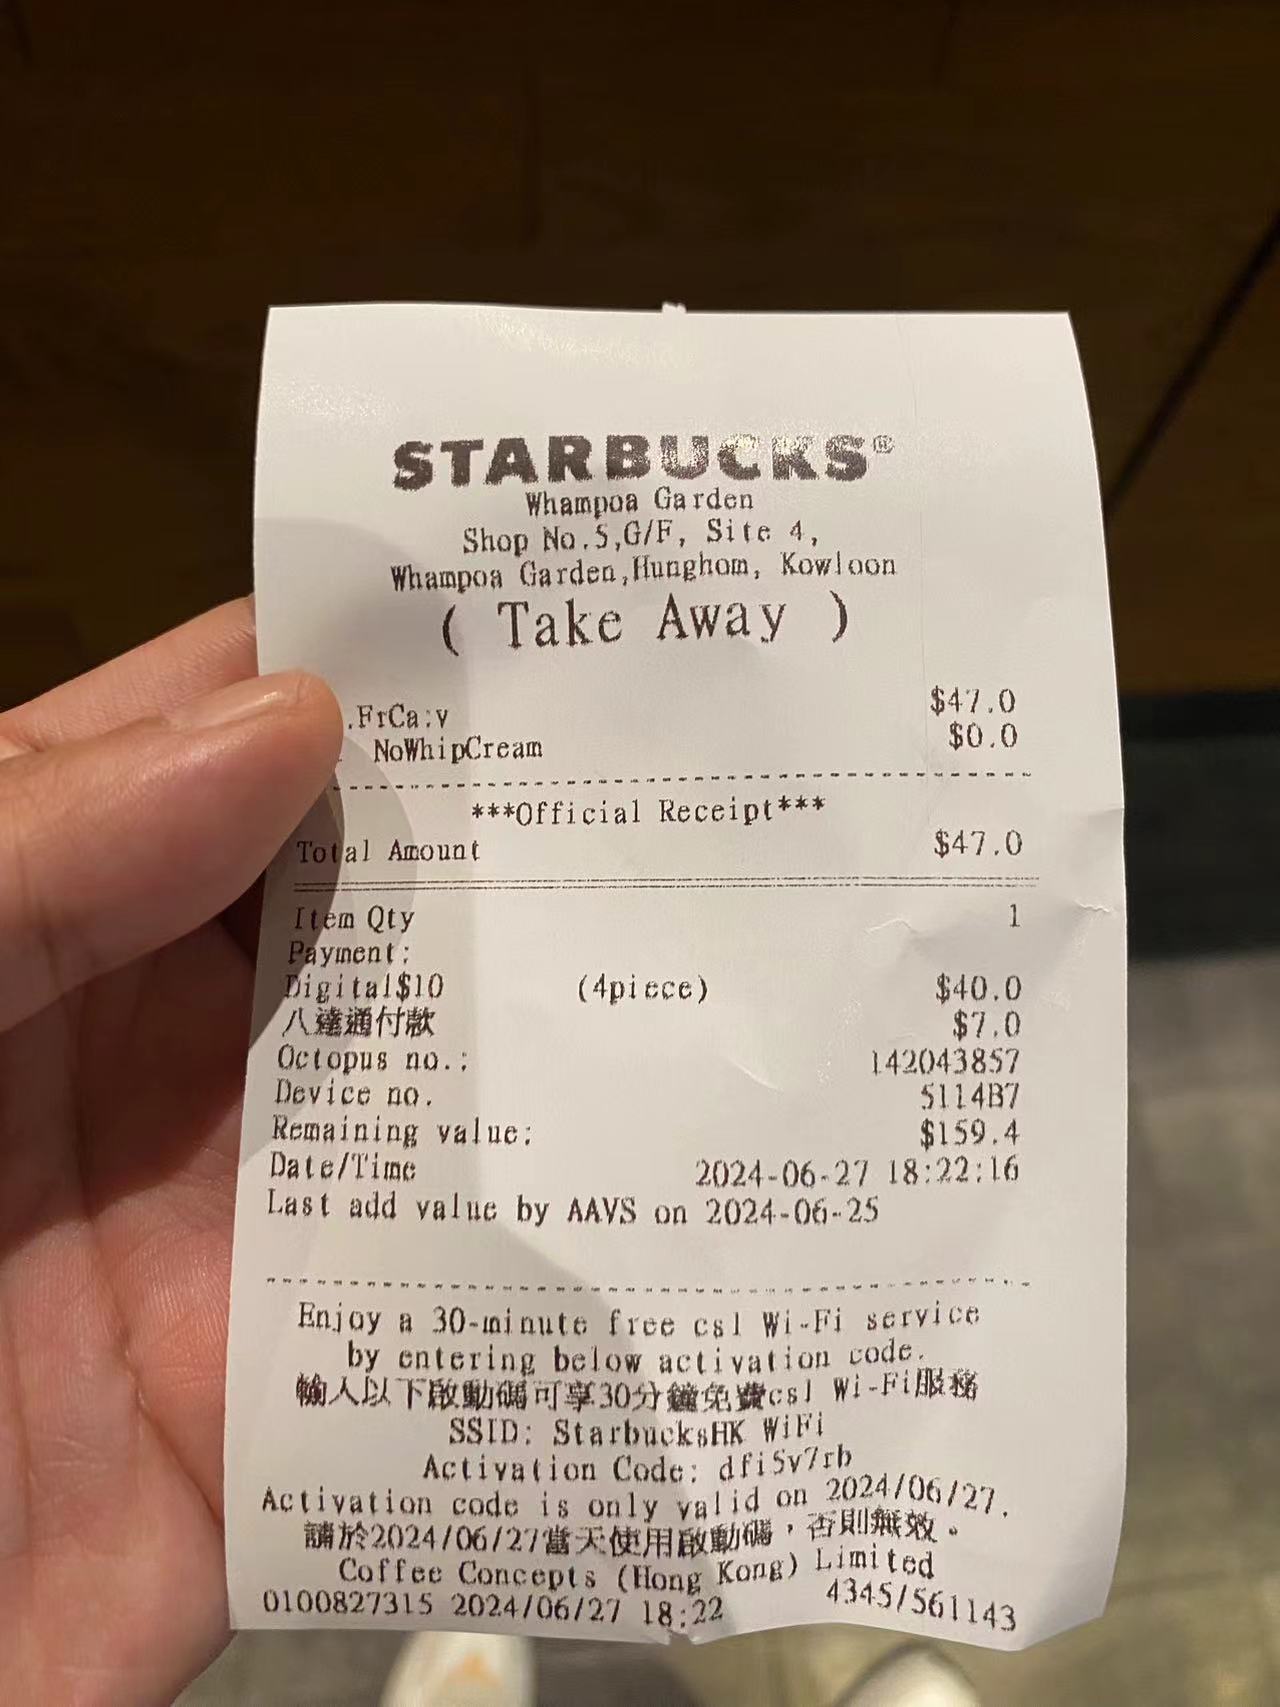 STARBUCKS®
Whampoa Garden
Shop No.5,G/F, Site 4,
Whampoa Garden,Hunghom, Kowloon
( Take Away )
.FrCa:v $47.0
NoWhipCream $0.0
***Official Receipt***
Total Amount $47.0
Item Qty 1
Payment:
Digital$10 (4piece) $40.0
八達通付款 $7.0
Octopus no.: 142043857
Device no. 5114B7
Remaining value: $159.4
Date/Time 2024-06-27 18:22:16
Last add value by AAVS on 2024-06-25
Enjoy a 30-minute free csl Wi-Fi service
by entering below activation code.
輸入以下啟動碼可享30分鐘免費csl Wi-Fi服務
SSID: StarbucksHK WiFi
Activation Code: dfi5v7rb
Activation code is only valid on 2024/06/27.
請於2024/06/27當天使用啟動碼，否則無效。
Coffee Concepts (Hong Kong) Limited
0100827315 2024/06/27 18:22 4345/561143